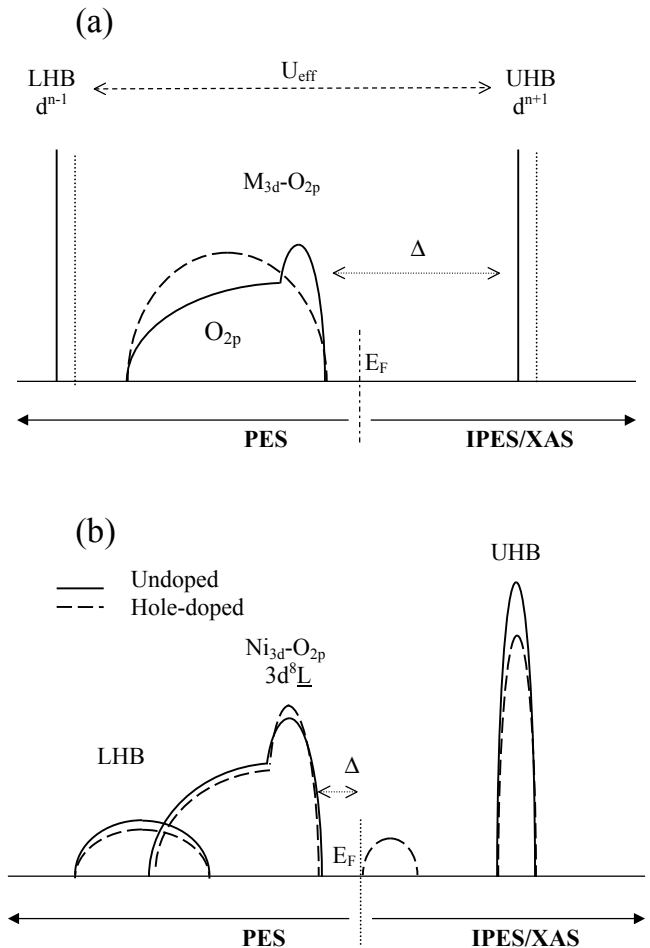 (a)
U_eff
LHB UHB
d^n-1 d^n+1
M_3d-O_2p
Δ
O_2p
E_F
PES IPES/XAS
(b)
UHB
Undoped
Hole-doped
Ni_3d-O_2p
3d^8L
LHB
Δ
E_F
PES IPES/XAS